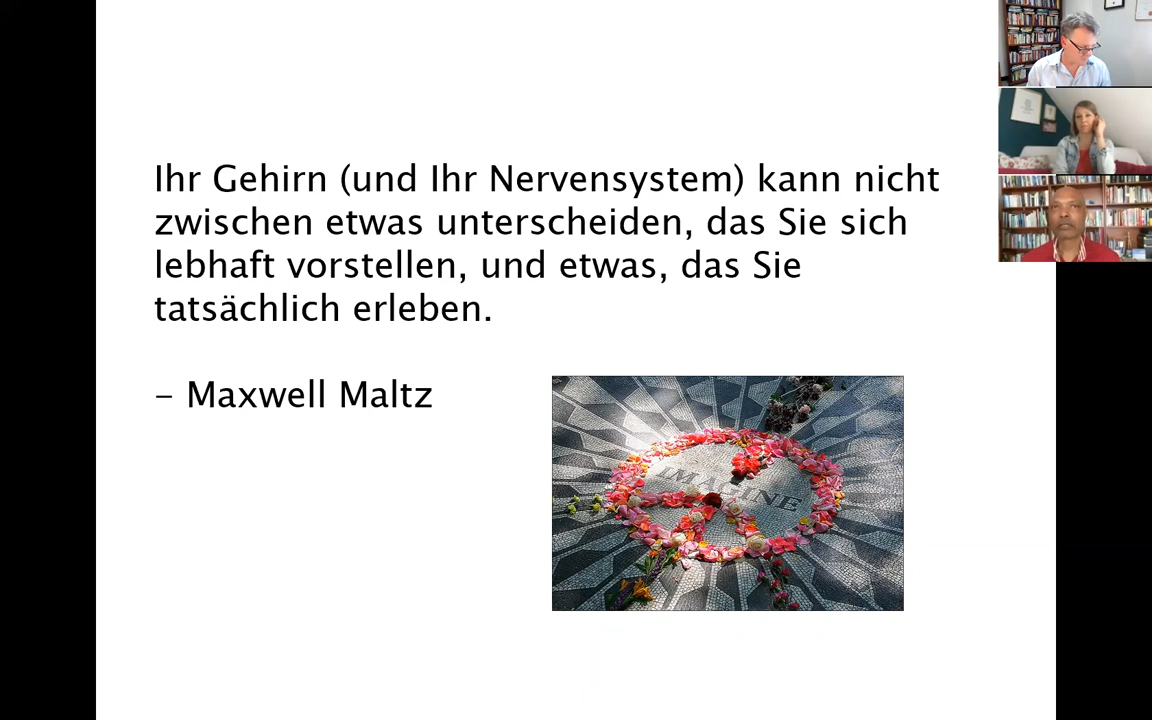 Ihr Gehirn (und Ihr Nervensystem) kann nicht
zwischen etwas unterscheiden, das Sie sich
lebhaft vorstellen, und etwas, das Sie
tatsächlich erleben.
– Maxwell Maltz
IMAGINE